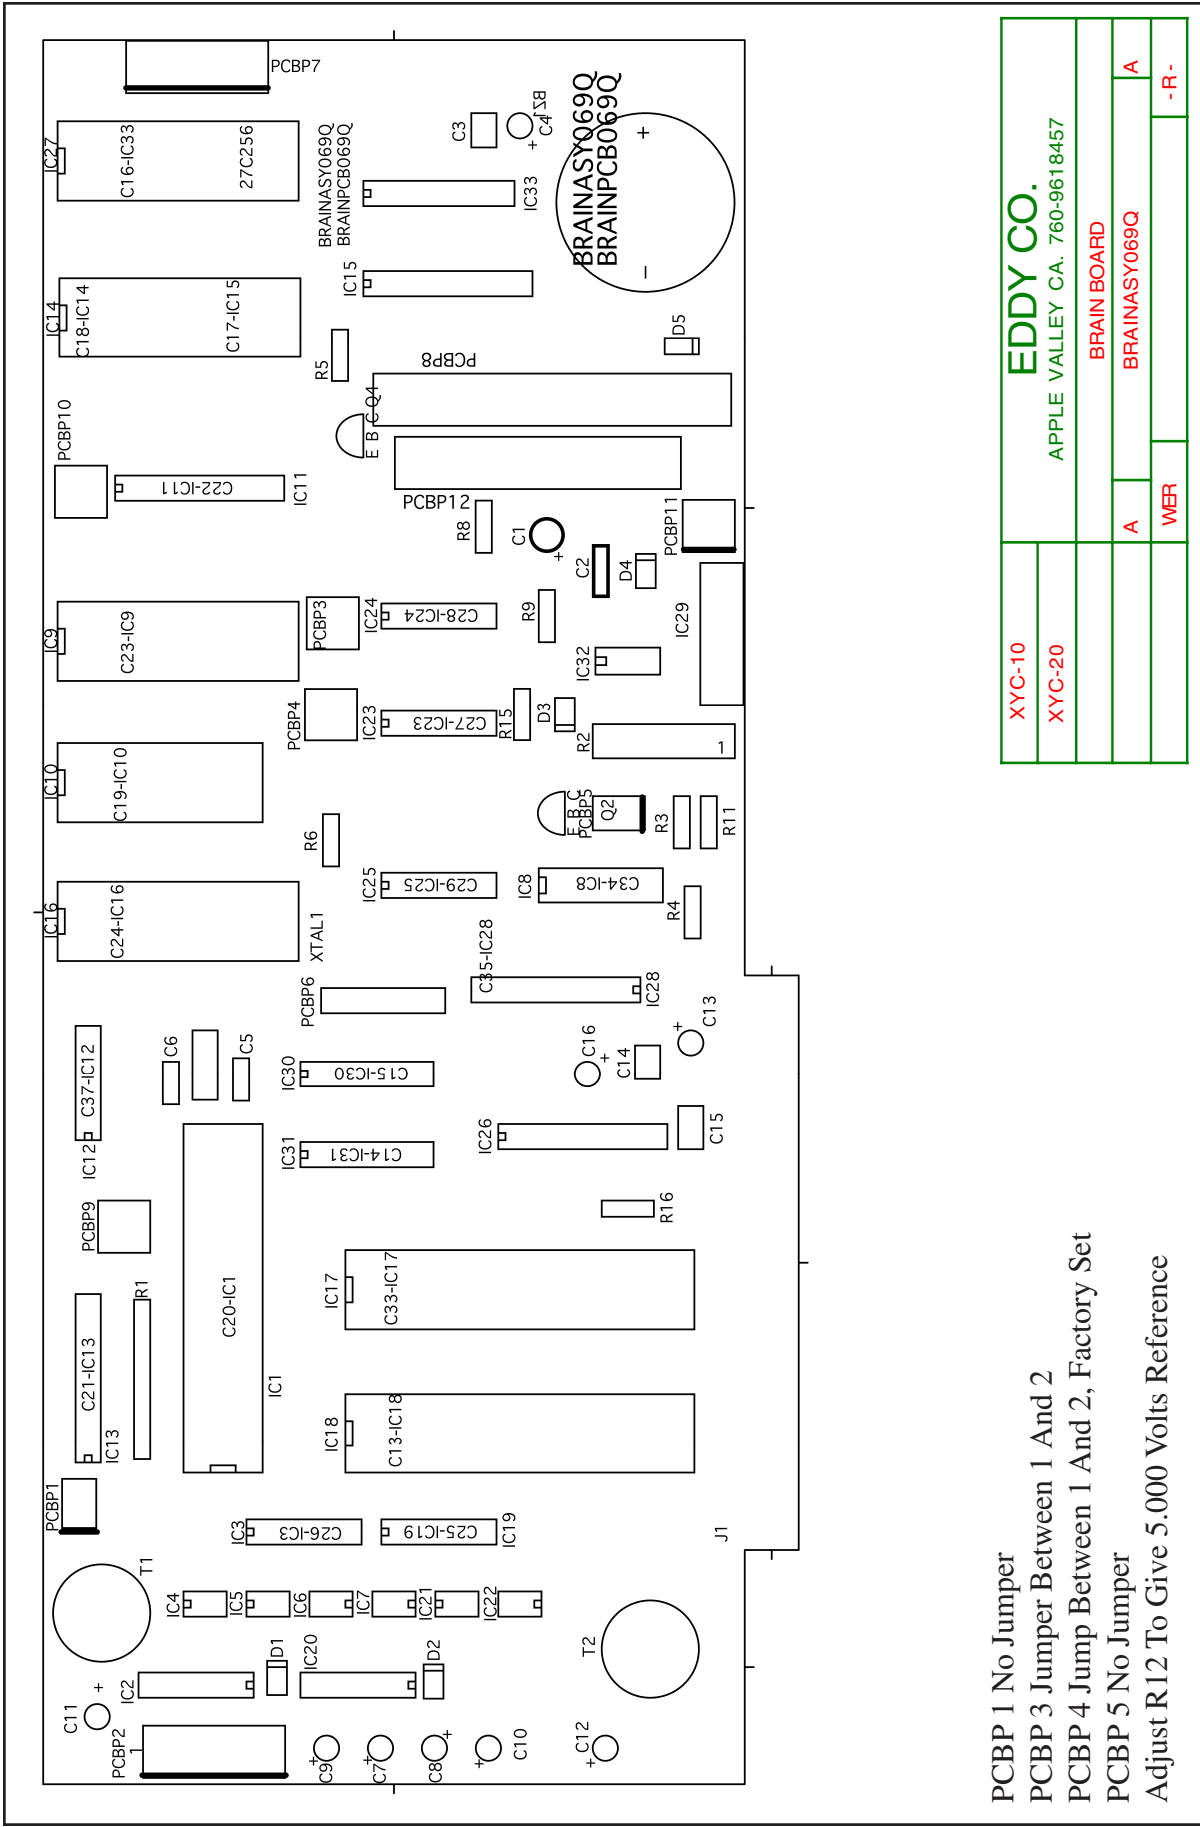 PCBP7
IC27
C16-IC33
27C256
BRAINASY069Q
BRAINPCB069Q
C3
BZ1
C4
+
IC33
BRAINASY069Q
BRAINPCB069Q
+
-
IC14
C18-IC14
C17-IC15
IC15
R5
PCBP8
D5
E B C Q4
PCBP10
C22-IC11
IC11
PCBP12
R8
C1
+
PCBP11
C2
D4
IC9
C23-IC9
PCBP3
IC24
C28-IC24
R9
IC32
IC29
PCBP4
IC23
C27-IC23
R15
D3
R2
1
IC10
C19-IC10
R6
E B C
PCBP5
Q2
R3
R11
IC16
C24-IC16
XTAL1
IC25
C29-IC25
IC8
C34-IC8
R4
PCBP6
C35-IC28
IC28
C37-IC12
IC12
C6
C5
IC30
C15-IC30
C16
+
C14
+
C13
IC31
C14-IC31
IC26
C15
PCBP9
R16
C21-IC13
IC13
R1
C20-IC1
IC1
IC17
C33-IC17
IC18
C13-IC18
PCBP1
T1
IC3
C26-IC3
C25-IC19
IC19
J1
IC4
IC5
IC6
IC7
IC21
IC22
IC2
D1
IC20
D2
T2
C11
+
PCBP2
1
+
C9
+
C7
+
C8
+
C10
+
C12
XYC-10
XYC-20
EDDY CO.
APPLE VALLEY CA. 760-9618457
BRAIN BOARD
A
BRAINASY069Q
A
WER
- R -
PCBP 1 No Jumper
PCBP 3 Jumper Between 1 And 2
PCBP 4 Jump Between 1 And 2, Factory Set
PCBP 5 No Jumper
Adjust R12 To Give 5.000 Volts Reference